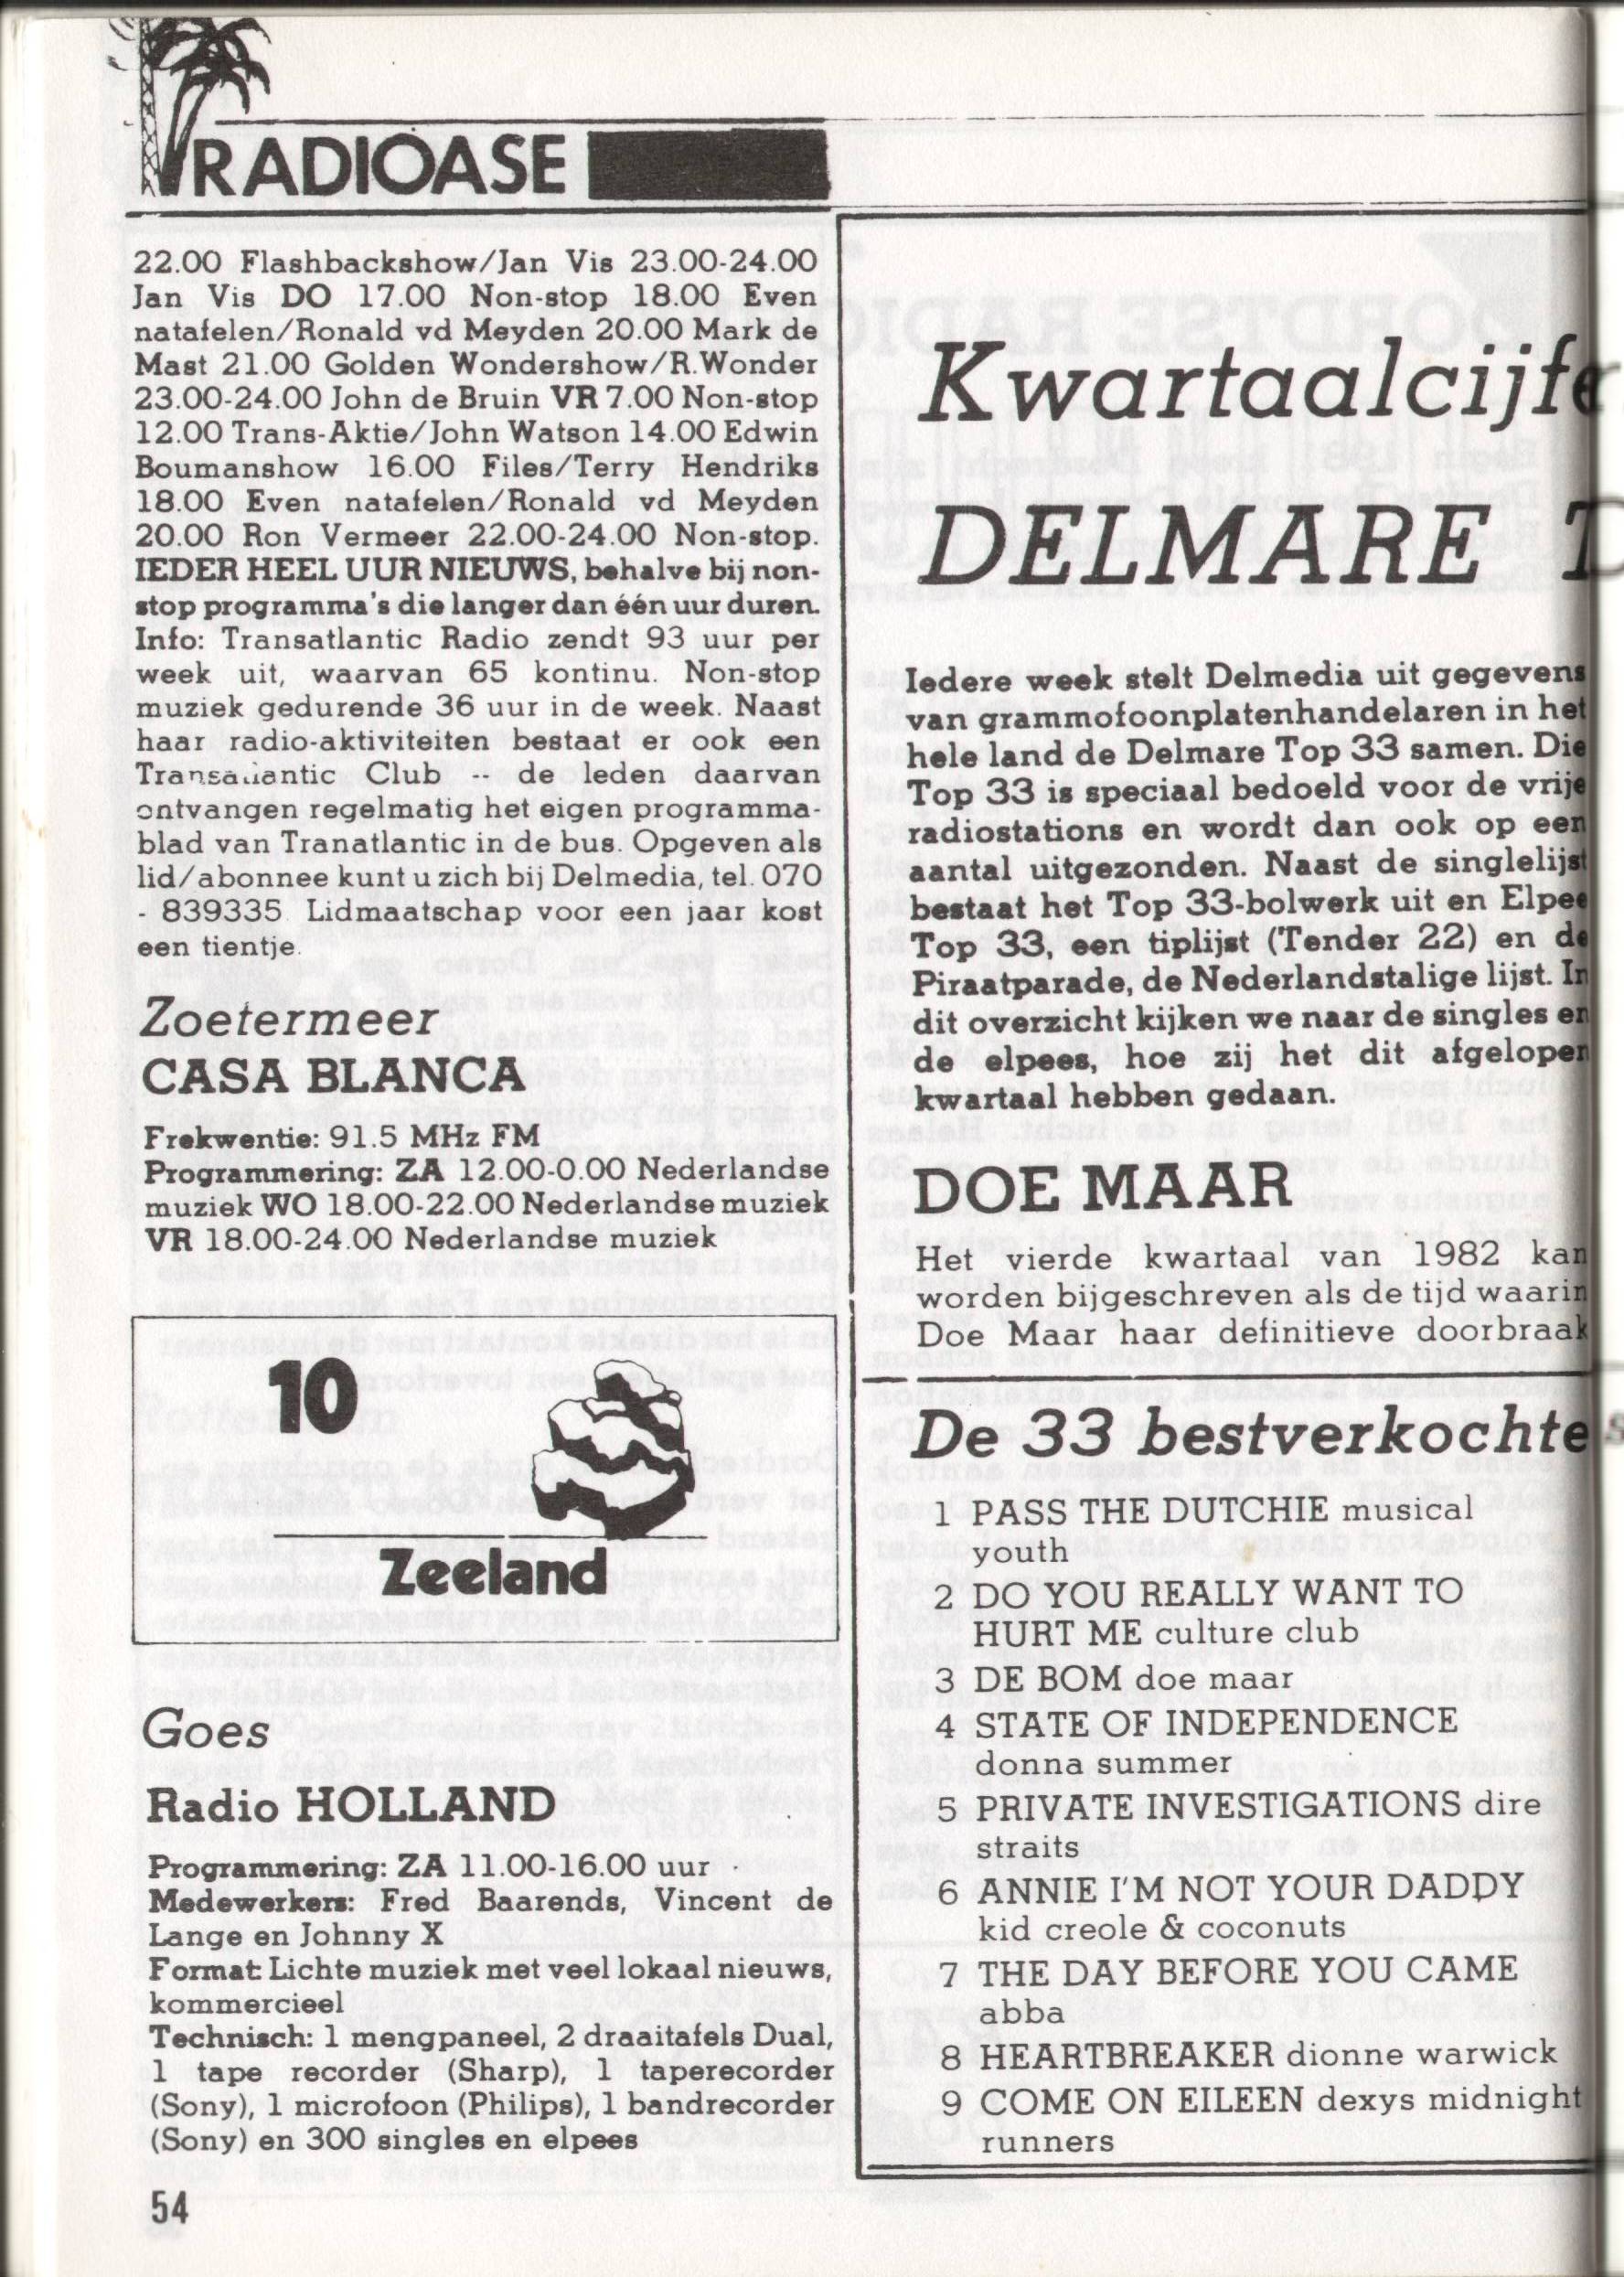 RADIOASE
22.00 Flashbackshow/Jan Vis 23.00-24.00
Jan Vis DO 17.00 Non-stop 18.00 Even
natafelen/Ronald vd Meyden 20.00 Mark de
Mast 21.00 Golden Wondershow/R.Wonder
23.00-24.00 John de Bruin VR 7.00 Non-stop
12.00 Trans-Aktie/John Watson 14.00 Edwin
Boumanshow 16.00 Files/Terry Hendriks
18.00 Even natafelen/Ronald vd Meyden
20.00 Ron Vermeer 22.00-24.00 Non-stop.
IEDER HEEL UUR NIEUWS, behalve bij non-
stop programma's die langer dan één uur duren.
Info: Transatlantic Radio zendt 93 uur per
week uit, waarvan 65 kontinu. Non-stop
muziek gedurende 36 uur in de week. Naast
haar radio-aktiviteiten bestaat er ook een
Transatlantic Club -- de leden daarvan
ontvangen regelmatig het eigen programma-
blad van Tranatlantic in de bus. Opgeven als
lid/abonnee kunt u zich bij Delmedia, tel. 070
- 839335. Lidmaatschap voor een jaar kost
een tientje.
Zoetermeer
CASA BLANCA
Frekwentie: 91.5 MHz FM
Programmering: ZA 12.00-0.00 Nederlandse
muziek WO 18.00-22.00 Nederlandse muziek
VR 18.00-24.00 Nederlandse muziek
10
Zeeland
Goes
Radio HOLLAND
Programmering: ZA 11.00-16.00 uur
Medewerkers: Fred Baarends, Vincent de
Lange en Johnny X
Format: Lichte muziek met veel lokaal nieuws,
kommercieel
Technisch: 1 mengpaneel, 2 draaitafels Dual,
1 tape recorder (Sharp), 1 taperecorder
(Sony), 1 microfoon (Philips), 1 bandrecorder
(Sony) en 300 singles en elpees
54
Kwartaalcijfe
DELMARE T
Iedere week stelt Delmedia uit gegevens
van grammofoonplatenhandelaren in het
hele land de Delmare Top 33 samen. Die
Top 33 is speciaal bedoeld voor de vrije
radiostations en wordt dan ook op een
aantal uitgezonden. Naast de singlelijst
bestaat het Top 33-bolwerk uit en Elpee
Top 33, een tiplijst (Tender 22) en de
Piraatparade, de Nederlandstalige lijst. In
dit overzicht kijken we naar de singles en
de elpees, hoe zij het dit afgelopen
kwartaal hebben gedaan.
DOE MAAR
Het vierde kwartaal van 1982 kan
worden bijgeschreven als de tijd waarin
Doe Maar haar definitieve doorbraak
De 33 bestverkochte
1 PASS THE DUTCHIE musical
youth
2 DO YOU REALLY WANT TO
HURT ME culture club
3 DE BOM doe maar
4 STATE OF INDEPENDENCE
donna summer
5 PRIVATE INVESTIGATIONS dire
straits
6 ANNIE I'M NOT YOUR DADDY
kid creole & coconuts
7 THE DAY BEFORE YOU CAME
abba
8 HEARTBREAKER dionne warwick
9 COME ON EILEEN dexys midnight
runners